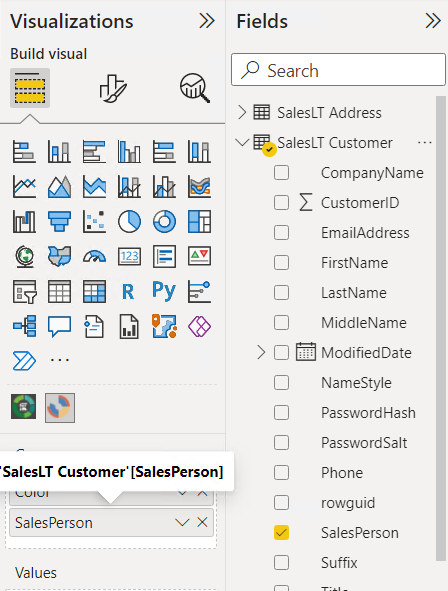 Visualizations
Build visual
123
R
Py
...
'SalesLT Customer'[SalesPerson]
Color
SalesPerson
Values
Fields
Search
SalesLT Address
SalesLT Customer
...
CompanyName
CustomerID
EmailAddress
FirstName
LastName
MiddleName
ModifiedDate
NameStyle
PasswordHash
PasswordSalt
Phone
rowguid
SalesPerson
Suffix
Title